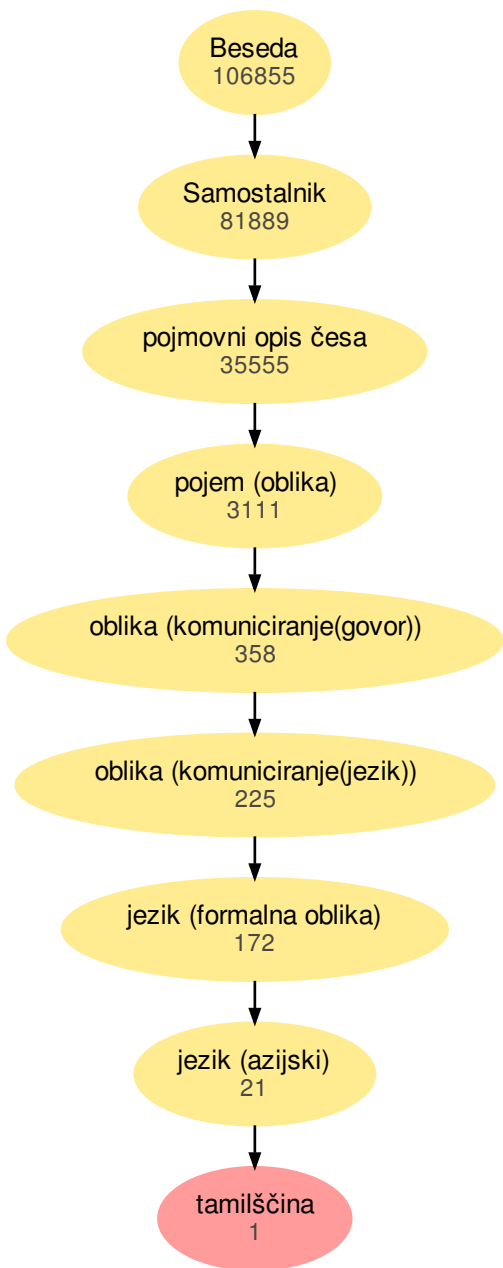 Beseda
106855
Samostalnik
81889
pojmovni opis česa
35555
pojem (oblika)
3111
oblika (komuniciranje(govor))
358
oblika (komuniciranje(jezik))
225
jezik (formalna oblika)
172
jezik (azijski)
21
tamilščina
1